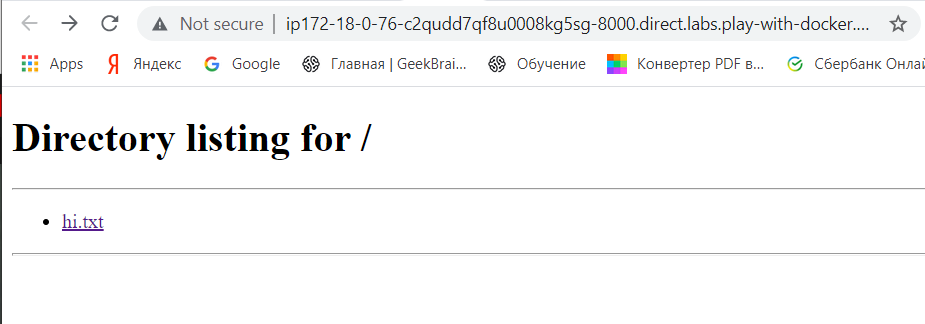 Not secure | ip172-18-0-76-c2qudd7qf8u0008kg5sg-8000.direct.labs.play-with-docker....
Apps Яндекс Google Главная | GeekBrai... Обучение Конвертер PDF в... Сбербанк Онлай
Directory listing for /
• hi.txt